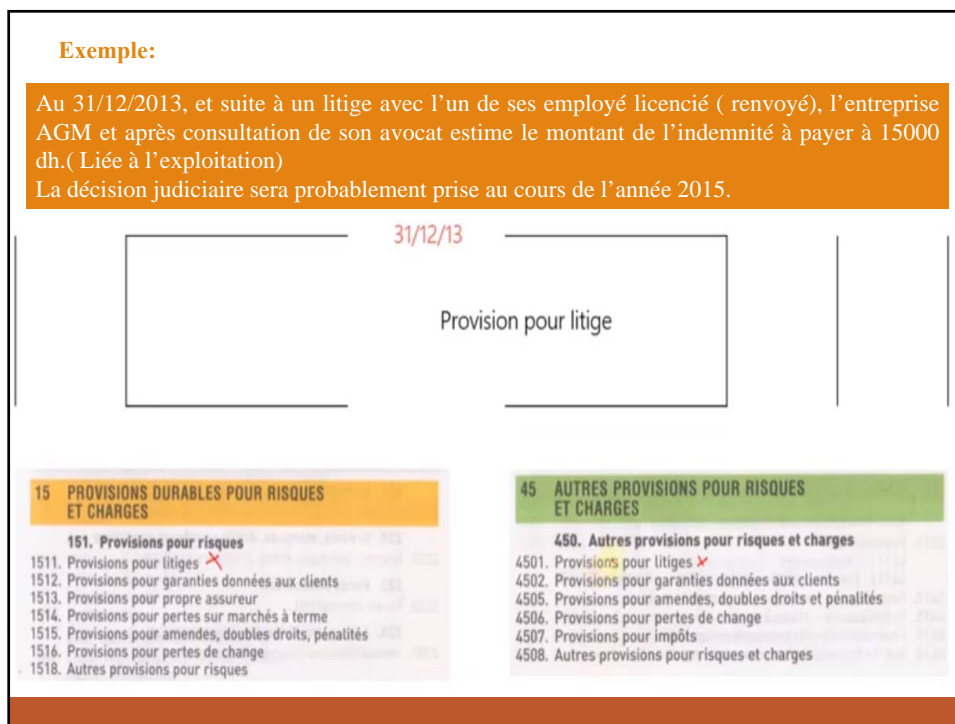 Exemple:
Au 31/12/2013, et suite à un litige avec l'un de ses employé licencié ( renvoyé), l'entreprise
AGM et après consultation de son avocat estime le montant de l'indemnité à payer à 15000
dh.( Liée à l'exploitation)
La décision judiciaire sera probablement prise au cours de l'année 2015.
31/12/13
Provision pour litige
15 PROVISIONS DURABLES POUR RISQUES
ET CHARGES
151. Provisions pour risques
1511. Provisions pour litiges
1512. Provisions pour garanties données aux clients
1513. Provisions pour propre assureur
1514. Provisions pour pertes sur marchés à terme
1515. Provisions pour amendes, doubles droits, pénalités
1516. Provisions pour pertes de change
1518. Autres provisions pour risques
45 AUTRES PROVISIONS POUR RISQUES
ET CHARGES
450. Autres provisions pour risques et charges
4501. Provisions pour litiges
4502. Provisions pour garanties données aux clients
4505. Provisions pour amendes, doubles droits et pénalités
4506. Provisions pour pertes de change
4507. Provisions pour impôts
4508. Autres provisions pour risques et charges